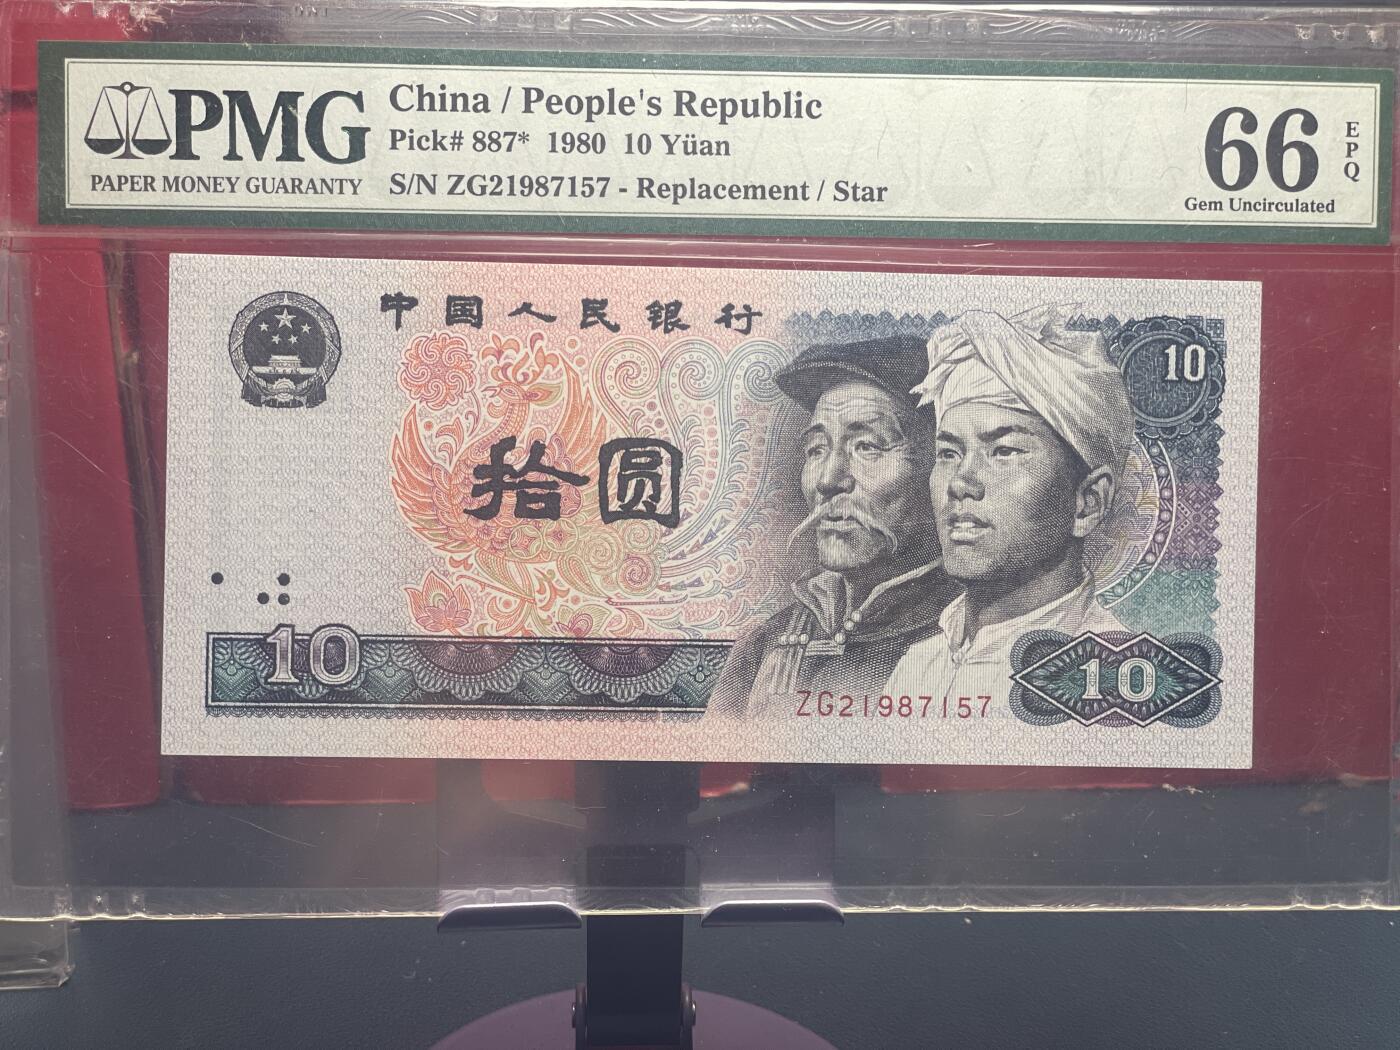 PMG
PAPER MONEY GUARANTY
China / People's Republic
Pick# 887* 1980 10 Yüan
S/N ZG21987157 - Replacement / Star
66
EPQ
Gem Uncirculated
中国人民银行
10
拾圆
10
ZG21987157
10